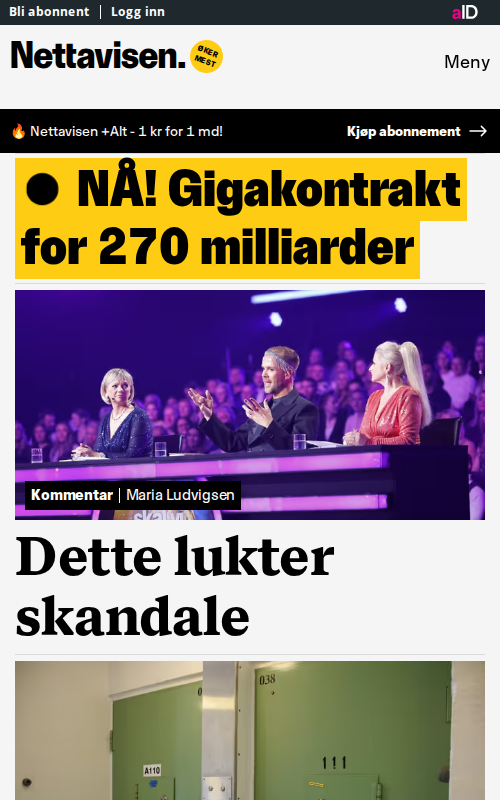 Bli abonnent | Logg inn
aID
Nettavisen. ØKER MEST
Meny
🔥 Nettavisen +Alt - 1 kr for 1 md!
Kjøp abonnement →
● NÅ! Gigakontrakt
for 270 milliarder
Kommentar | Maria Ludvigsen
Dette lukter
skandale
038
A110
111